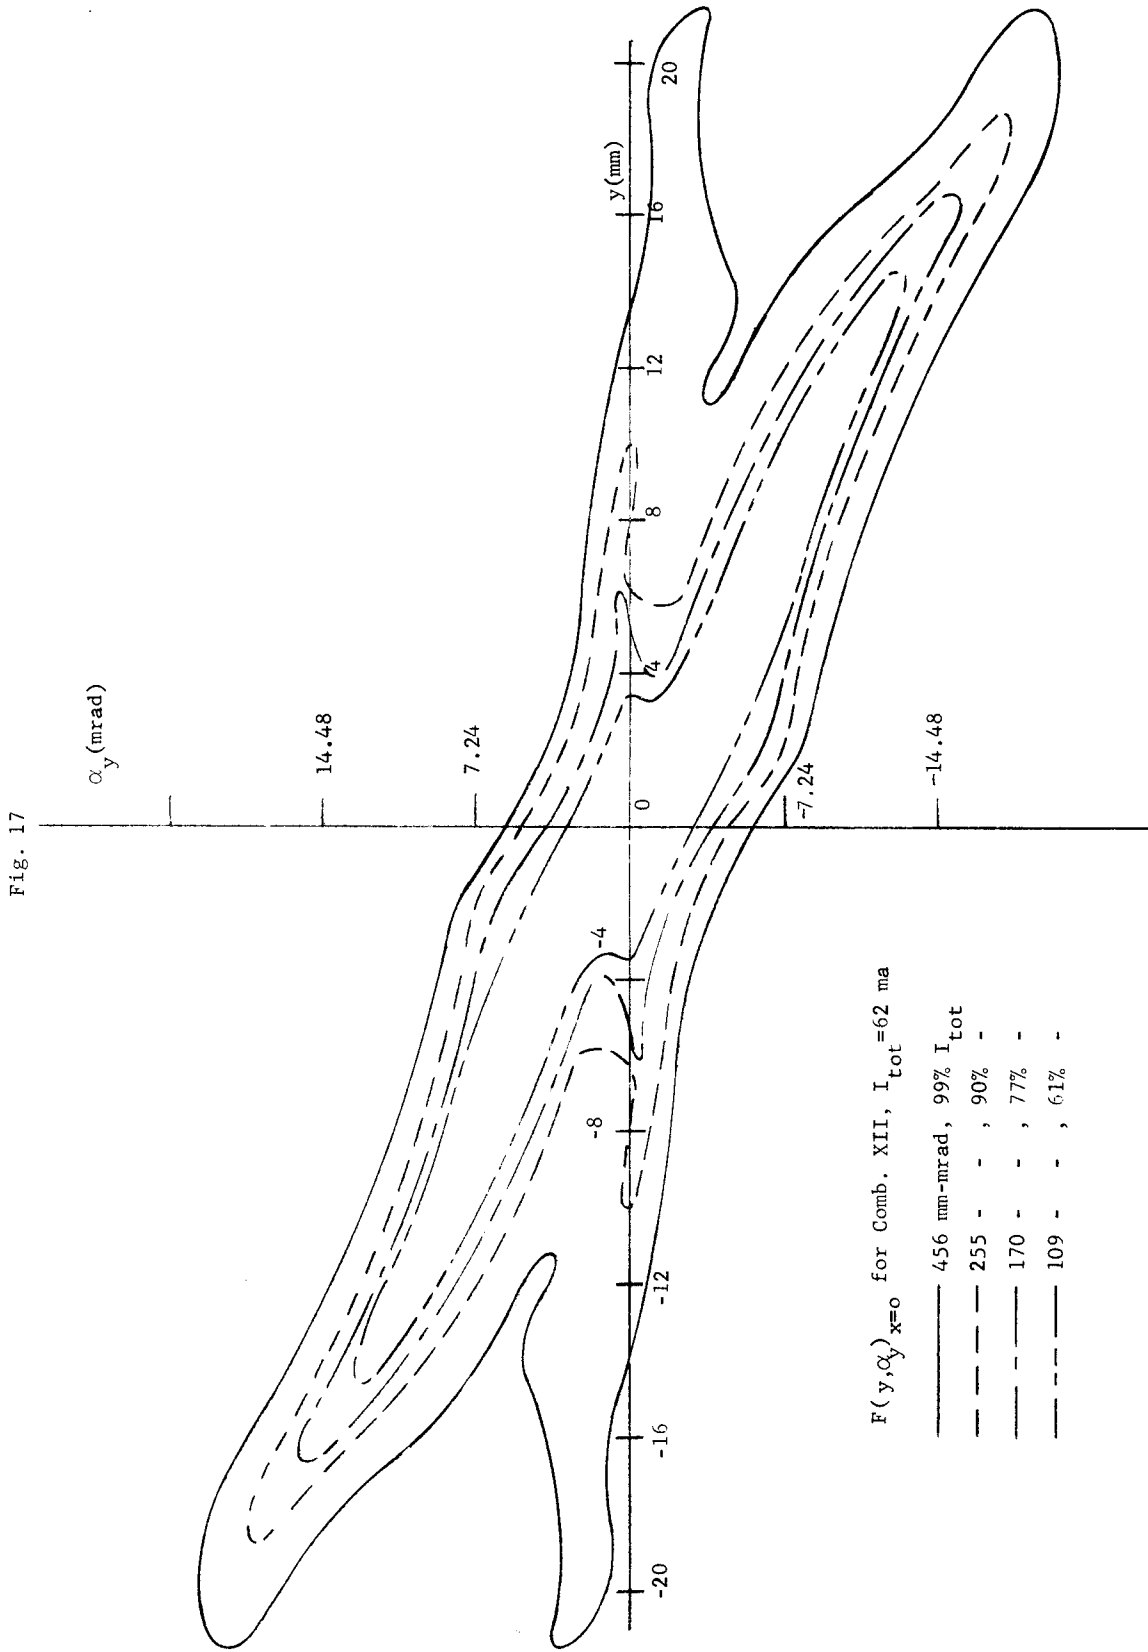 Fig. 17
α_y (mrad)
14.48
7.24
0
-7.24
-14.48
y(mm)
-20
-16
-12
-8
-4
4
8
12
16
20
F(y,α_y)_x=o for Comb. XII, I_tot=62 ma
456 mm-mrad, 99% I_tot
255 - - , 90% -
170 - - , 77% -
109 - - , 61% -